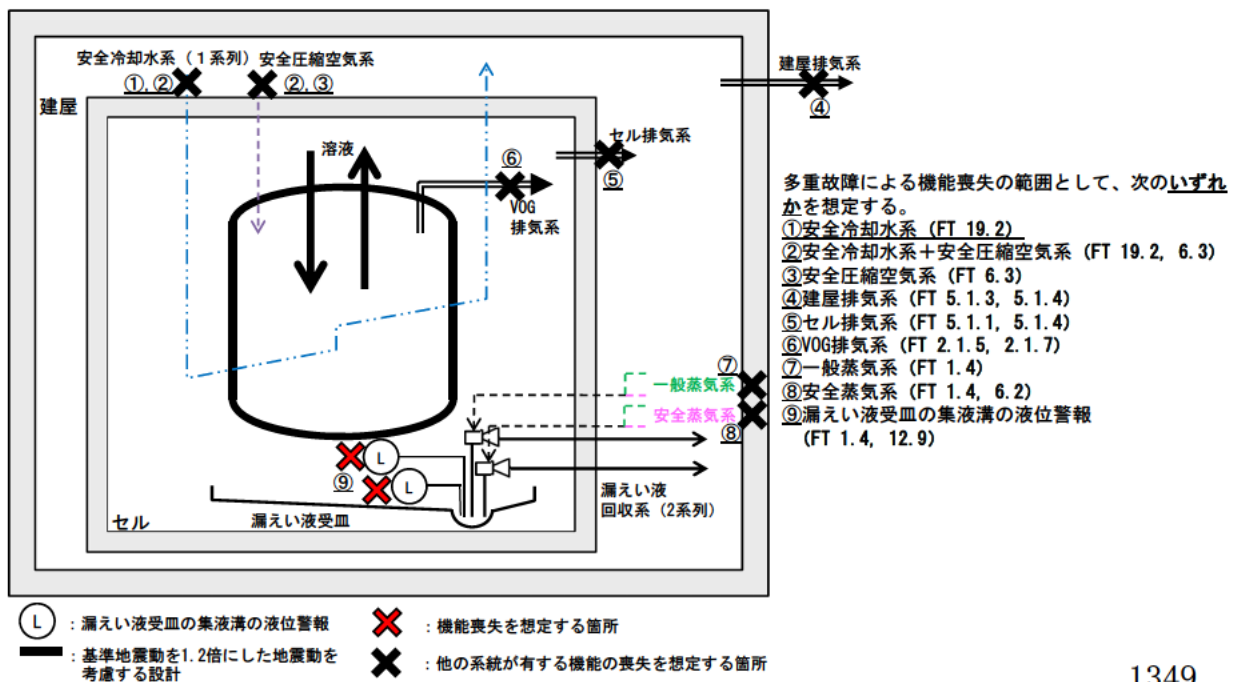 安全冷却水系（１系列）
安全圧縮空気系
①,②
②,③
建屋
溶液
⑥
VOG
排気系
セル排気系
⑤
建屋排気系
④
⑦
一般蒸気系
安全蒸気系
⑧
L
L
⑨
漏えい液
回収系（2系列）
漏えい液受皿
セル
多重故障による機能喪失の範囲として、次のいずれ
かを想定する。
①安全冷却水系（FT 19.2）
②安全冷却水系＋安全圧縮空気系（FT 19.2, 6.3）
③安全圧縮空気系（FT 6.3）
④建屋排気系（FT 5.1.3, 5.1.4）
⑤セル排気系（FT 5.1.1, 5.1.4）
⑥VOG排気系（FT 2.1.5, 2.1.7）
⑦一般蒸気系（FT 1.4）
⑧安全蒸気系（FT 1.4, 6.2）
⑨漏えい液受皿の集液溝の液位警報
（FT 1.4, 12.9）
L ：漏えい液受皿の集液溝の液位警報
：機能喪失を想定する箇所
：基準地震動を1.2倍にした地震動を
考慮する設計
：他の系統が有する機能の喪失を想定する箇所
1349